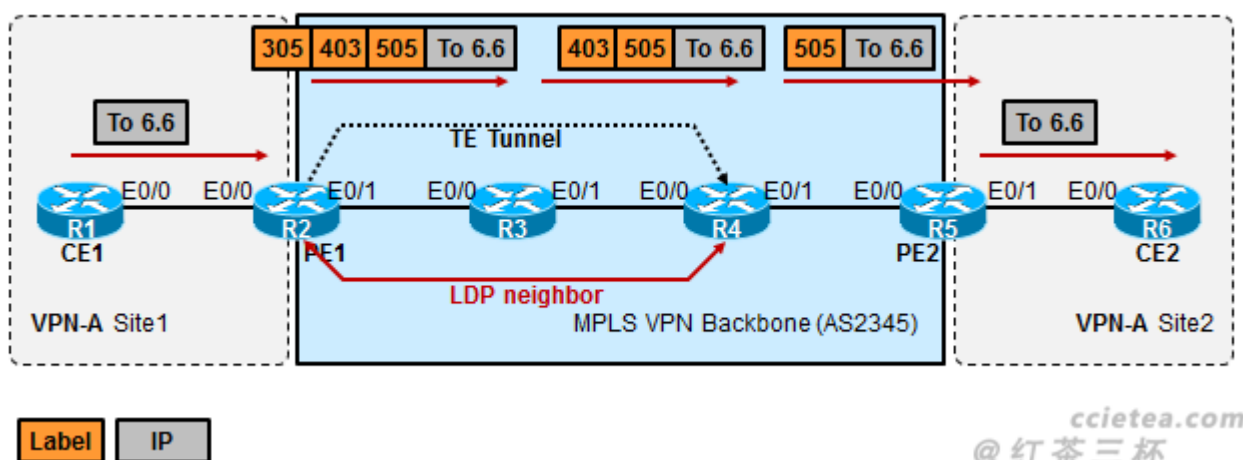 305 403 505 To 6.6 403 505 To 6.6 505 To 6.6
To 6.6 To 6.6
TE Tunnel
E0/0 E0/0 E0/1 E0/0 E0/1 E0/0 E0/1 E0/0 E0/1 E0/0
R1 R2 R3 R4 R5 R6
CE1 PE1 PE2 CE2
LDP neighbor
VPN-A Site1 MPLS VPN Backbone (AS2345) VPN-A Site2
Label IP
ccietea.com
@红茶三杯